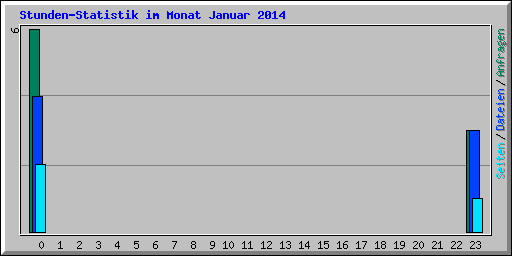 Stunden-Statistik im Monat Januar 2014
6
Seiten/Dateien/Anfragen
0 1 2 3 4 5 6 7 8 9 10 11 12 13 14 15 16 17 18 19 20 21 22 23